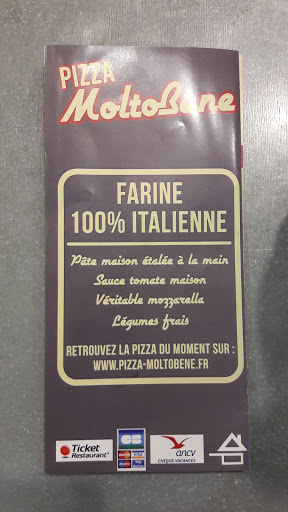 PIZZA
MoltoBene
FARINE
100% ITALIENNE
Pâte maison étalée à la main
Sauce tomate maison
Véritable mozzarella
Légumes frais
RETROUVEZ LA PIZZA DU MOMENT SUR :
WWW.PIZZA-MOLTOBENE.FR
Ticket
Restaurant
CB
ancv
CHÈQUE-VACANCES